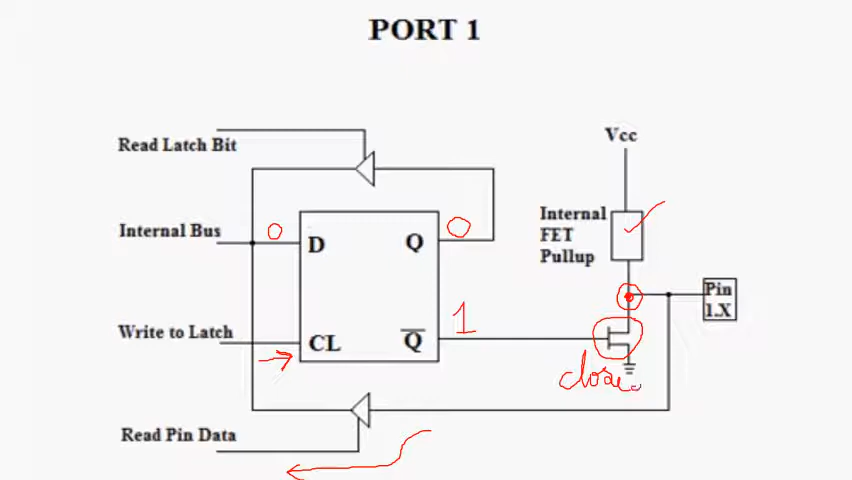 PORT 1
Read Latch Bit
Vcc
Internal Bus
0
D
Q
0
Internal
FET
Pullup
Pin
1.X
Write to Latch
CL
Q̅
1
close
Read Pin Data